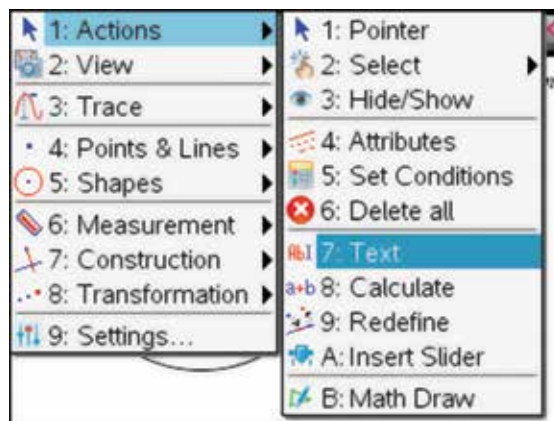 1: Actions
2: View
3: Trace
4: Points & Lines
5: Shapes
6: Measurement
7: Construction
8: Transformation
9: Settings...
1: Pointer
2: Select
3: Hide/Show
4: Attributes
5: Set Conditions
6: Delete all
AbI 7: Text
a+b 8: Calculate
9: Redefine
A: Insert Slider
B: Math Draw